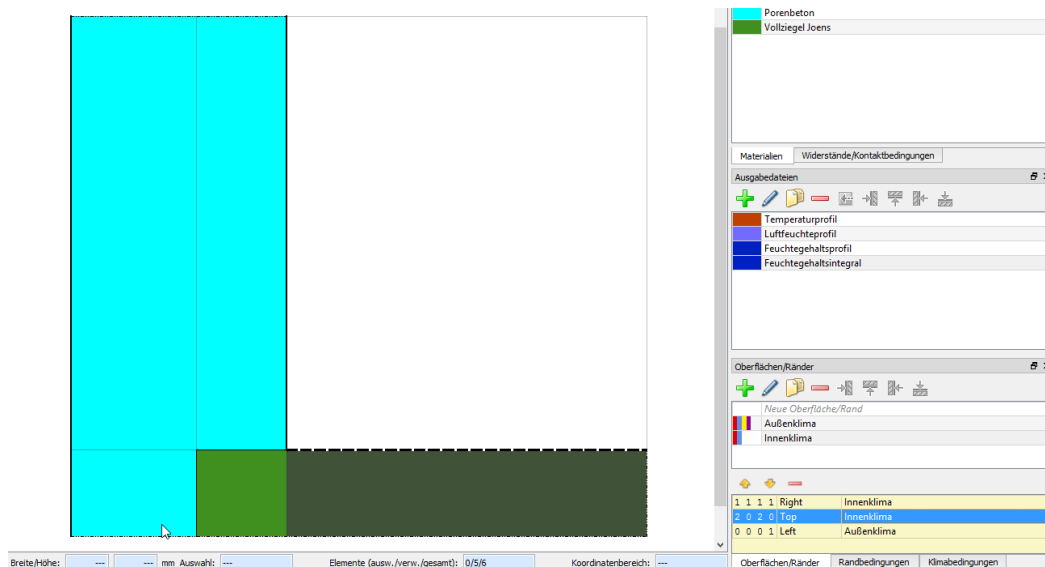 Porenbeton
Vollziegel Joens
Materialien Widerstände/Kontaktbedingungen
Ausgabedateien
Temperaturprofil
Luftfeuchteprofil
Feuchtegehaltsprofil
Feuchtegehaltsintegral
Oberflächen/Ränder
Neue Oberfläche/Rand
Außenklima
Innenklima
1 1 1 1 Right Innenklima
2 0 2 0 Top Innenklima
0 0 0 1 Left Außenklima
Breite/Höhe: --- --- mm Auswahl: --- Elemente (ausw./verw./gesamt): 0/5/6 Koordinatenbereich: ---
Oberflächen/Ränder Randbedingungen Klimabedingungen